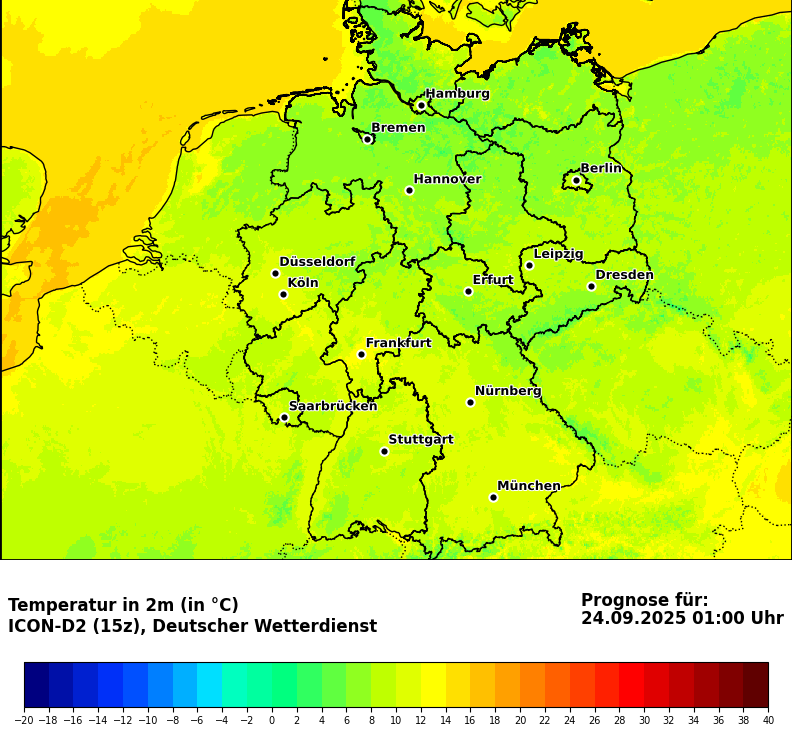 Hamburg
Bremen
Berlin
Hannover
Leipzig
Düsseldorf
Dresden
Köln
Erfurt
Frankfurt
Nürnberg
Saarbrücken
Stuttgart
München
Temperatur in 2m (in °C)
ICON-D2 (15z), Deutscher Wetterdienst
Prognose für:
24.09.2025 01:00 Uhr
−20 −18 −16 −14 −12 −10 −8 −6 −4 −2 0 2 4 6 8 10 12 14 16 18 20 22 24 26 28 30 32 34 36 38 40